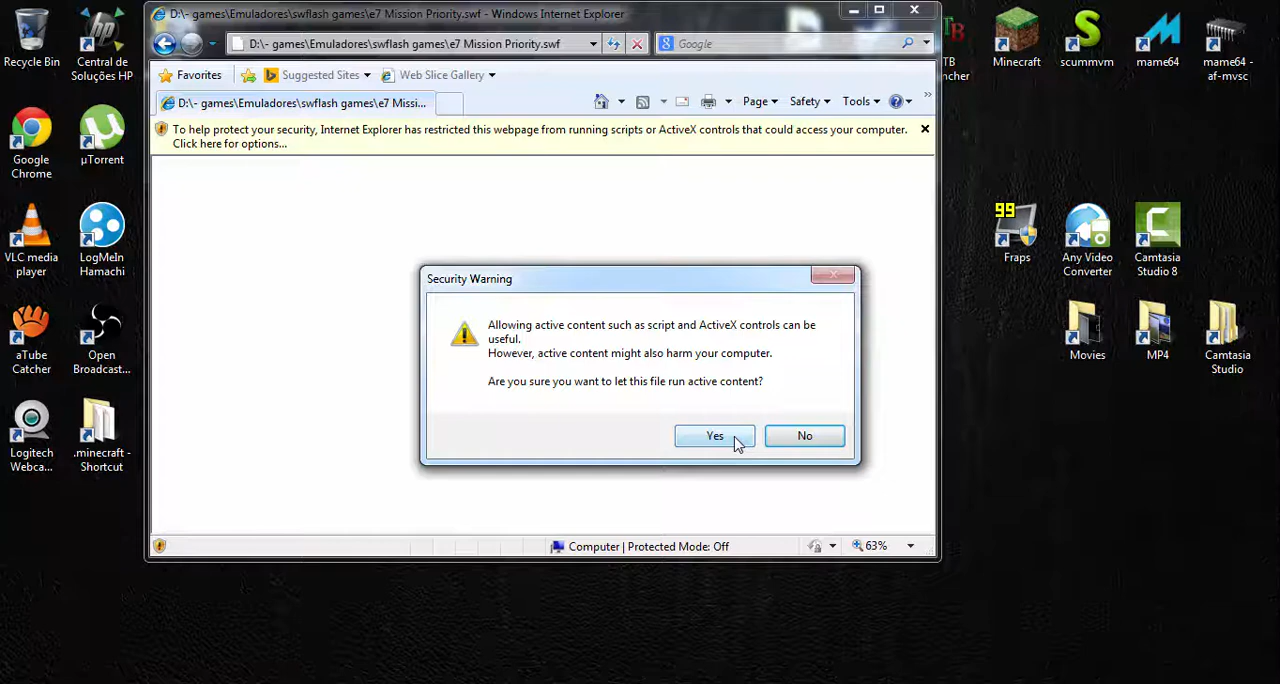 D:\- games\Emuladores\swflash games\e7 Mission Priority.swf - Windows Internet Explorer
D:\- games\Emuladores\swflash games\e7 Mission Priority.swf
Google
Favorites
Suggested Sites
Web Slice Gallery
D:\- games\Emuladores\swflash games\e7 Missi...
Page
Safety
Tools
To help protect your security, Internet Explorer has restricted this webpage from running scripts or ActiveX controls that could access your computer.
Click here for options...
Security Warning
Allowing active content such as script and ActiveX controls can be
useful.
However, active content might also harm your computer.
Are you sure you want to let this file run active content?
Yes
No
Computer | Protected Mode: Off
63%
Recycle Bin
Central de
Soluções HP
Google
Chrome
µTorrent
VLC media
player
LogMeIn
Hamachi
aTube
Catcher
Open
Broadcast...
Logitech
Webca...
.minecraft -
Shortcut
Minecraft
scummvm
mame64
mame64 -
af-mvsc
99
Fraps
Any Video
Converter
Camtasia
Studio 8
Movies
MP4
Camtasia
Studio